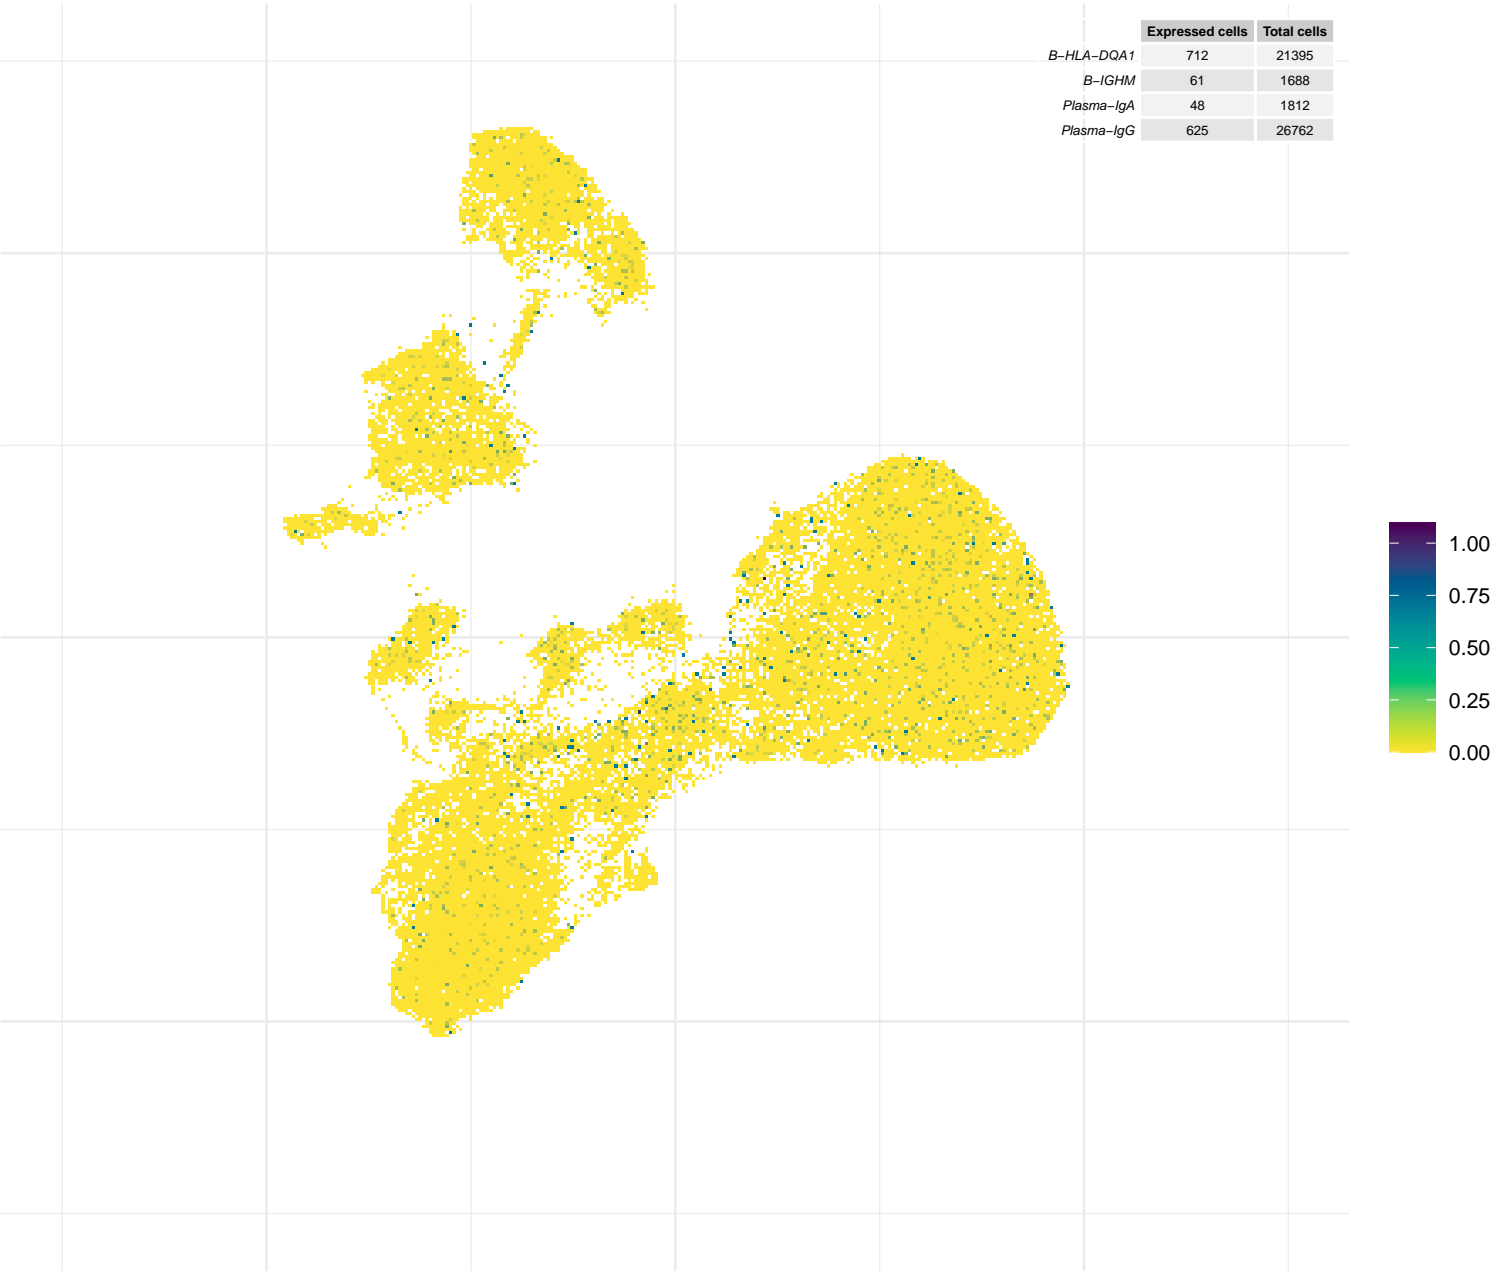 Expressed cells Total cells
B−HLA−DQA1 712 21395
B−IGHM 61 1688
Plasma−IgA 48 1812
Plasma−IgG 625 26762
1.00
0.75
0.50
0.25
0.00